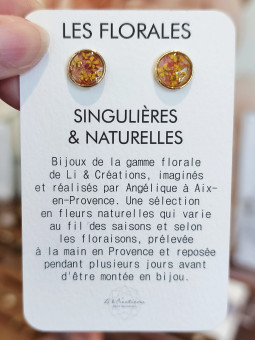 LES FLORALES
SINGULIÈRES
& NATURELLES
Bijoux de la gamme florale
de Li & Créations, imaginés
et réalisés par Angélique à Aix-
en-Provence. Une sélection
en fleurs naturelles qui varie
au fil des saisons et selon
les floraisons, prélevée
à la main en Provence et reposée
pendant plusieurs jours avant
d'être montée en bijou.
Li & Créations